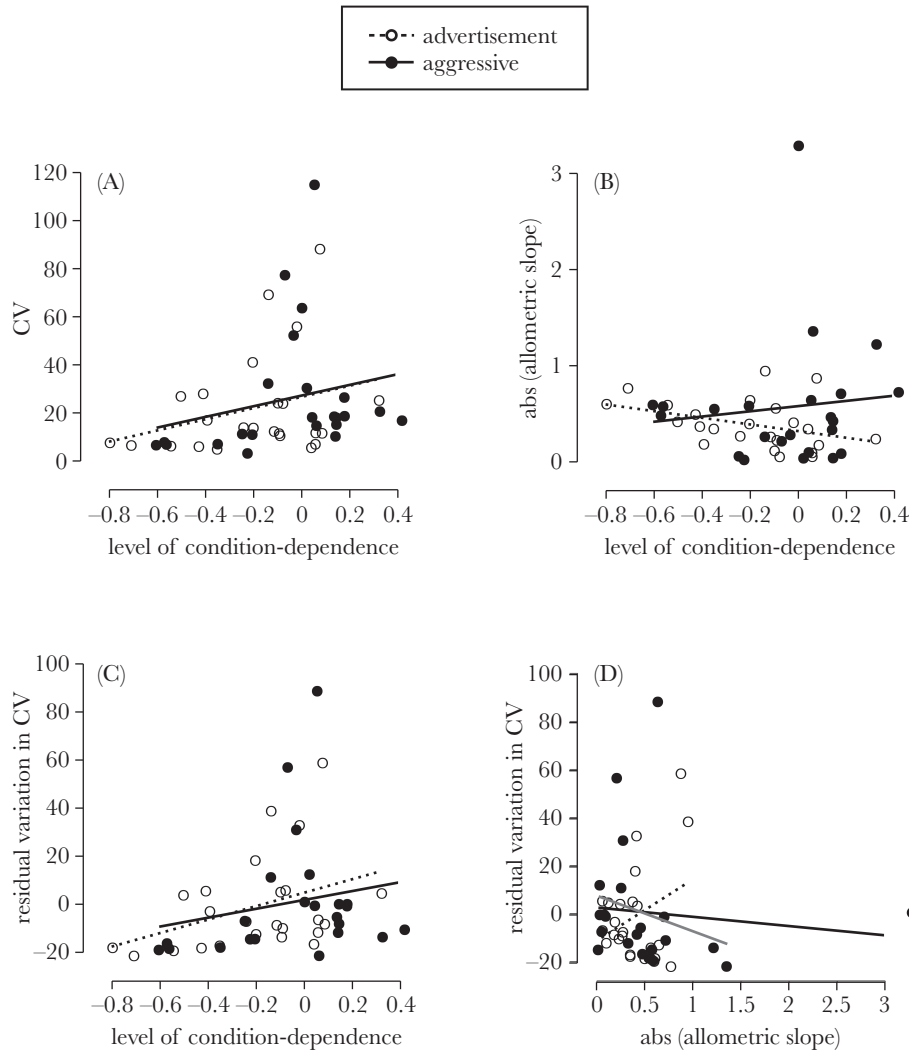 advertisement
aggressive
(A)
120
100
80
60
40
20
0
CV
–0.8 –0.6 –0.4 –0.2 0 0.2 0.4
level of condition-dependence
(B)
3
2
1
0
abs (allometric slope)
–0.8 –0.6 –0.4 –0.2 0 0.2 0.4
level of condition-dependence
(C)
100
80
60
40
20
0
–20
residual variation in CV
–0.8 –0.6 –0.4 –0.2 0 0.2 0.4
level of condition-dependence
(D)
100
80
60
40
20
0
–20
residual variation in CV
0 0.5 1 1.5 2 2.5 3
abs (allometric slope)